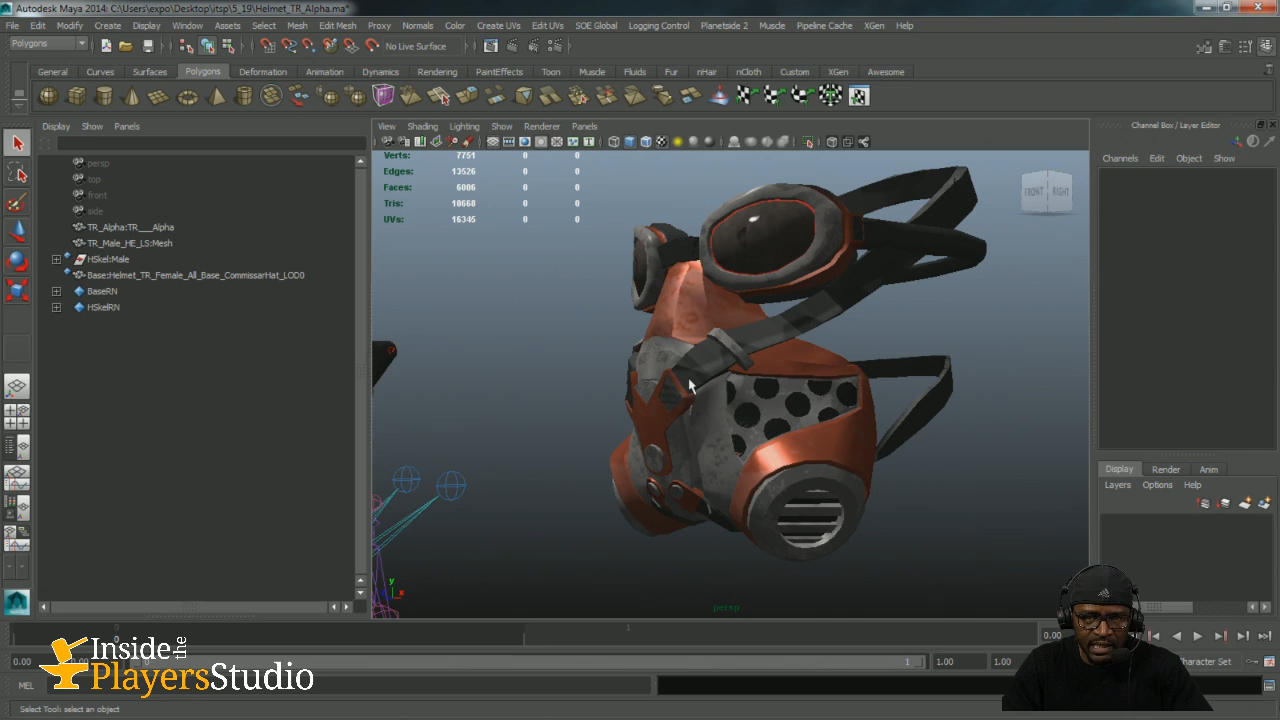 Autodesk Maya 2014: C:\Users\expo\Desktop\itsp\5_19\Helmet_TR_Alpha.ma*
File Edit Modify Create Display Window Assets Select Mesh Edit Mesh Proxy Normals Color Create UVs Edit UVs SOE Global Logging Control Planetside 2 Muscle Pipeline Cache XGen Help
Polygons No Live Surface
General Curves Surfaces Polygons Deformation Animation Dynamics Rendering PaintEffects Toon Muscle Fluids Fur nHair nCloth Custom XGen Awesome
Display Show Panels
View Shading Lighting Show Renderer Panels
Channel Box / Layer Editor
Channels Edit Object Show
persp
top
front
side
TR_Alpha:TR___Alpha
TR_Male_HE_LS:Mesh
HSkel:Male
Base:Helmet_TR_Female_All_Base_CommissarHat_LOD0
BaseRN
HSkelRN
Verts: 7751 0 0
Edges: 13526 0 0
Faces: 6006 0 0
Tris: 10668 0 0
UVs: 16345 0 0
FRONT RIGHT
y
x
persp
Display Render Anim
Layers Options Help
0
1
0.00
0.00
0
1
1.00
1.00
Character Set
MEL
Select Tool: select an object
Inside the
PlayersStudio